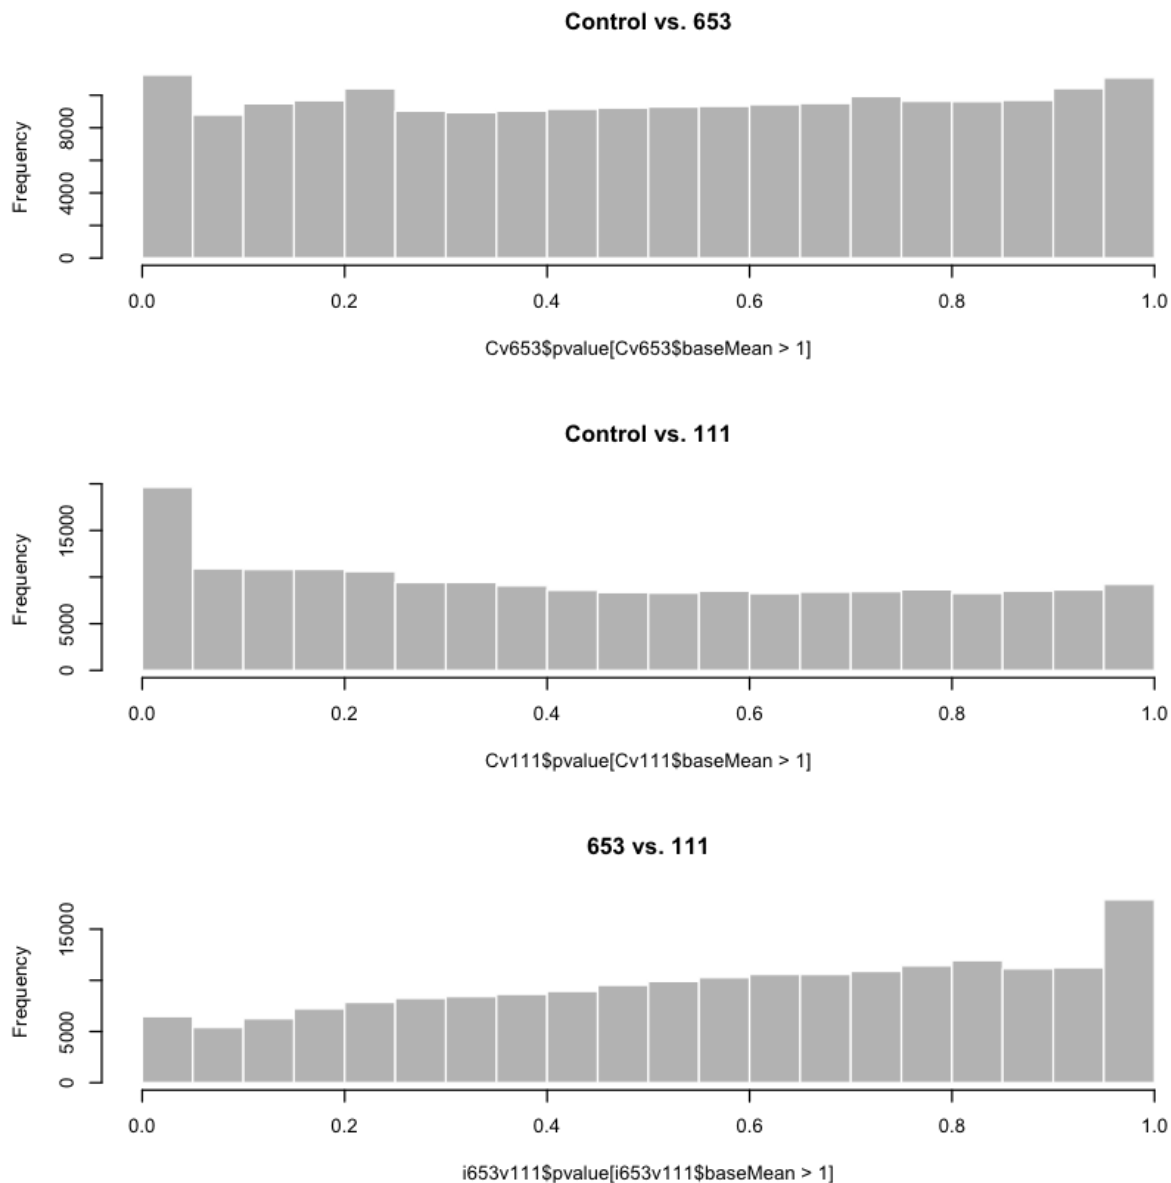 Control vs. 653
Frequency
8000
4000
0
0.0 0.2 0.4 0.6 0.8 1.0
Cv653$pvalue[Cv653$baseMean > 1]
Control vs. 111
Frequency
15000
5000
0
0.0 0.2 0.4 0.6 0.8 1.0
Cv111$pvalue[Cv111$baseMean > 1]
653 vs. 111
Frequency
15000
5000
0
0.0 0.2 0.4 0.6 0.8 1.0
i653v111$pvalue[i653v111$baseMean > 1]